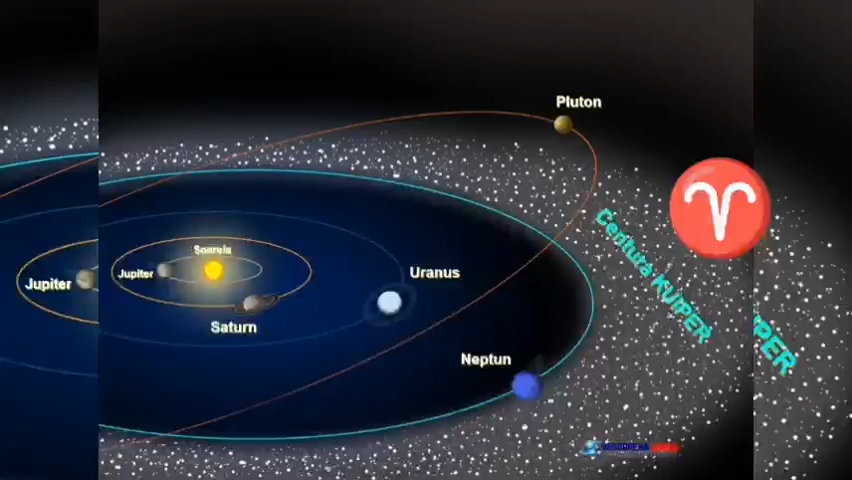 Pluton
Soarele
Jupiter
Jupiter
Uranus
Saturn
Neptun
Centura KUIPER
PER